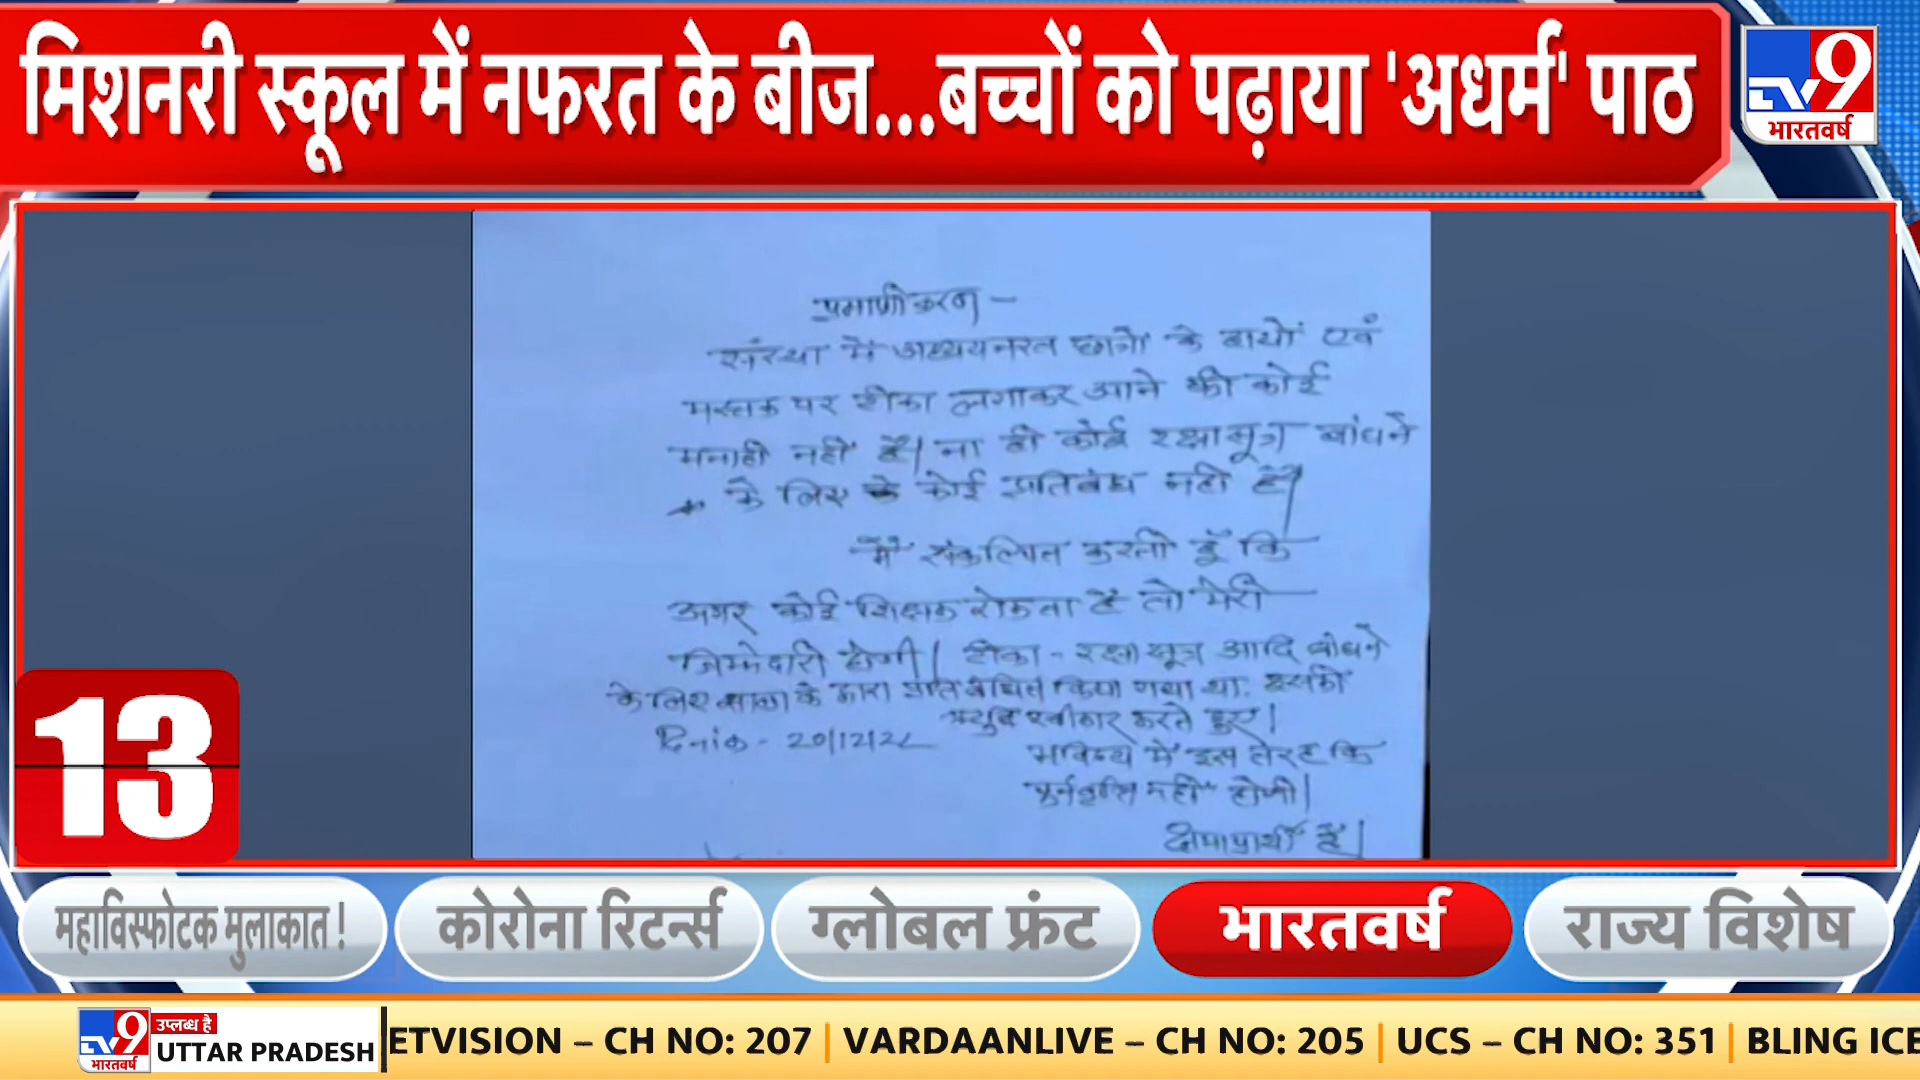 मिशनरी स्कूल में नफरत के बीज...बच्चों को पढ़ाया 'अधर्म' पाठ
TV9
भारतवर्ष
प्रमाणीकरण -
संस्था में अध्ययनरत छात्रों के हाथों एवं
मस्तक पर टीका लगाकर आने की कोई
मनाही नहीं है। ना ही कोई रक्षासूत्र बांधने
के लिए के कोई प्रतिबंध नहीं है।
मैं संकल्पित करती हूँ कि
अगर कोई शिक्षक रोकता है तो मेरी
जिम्मेदारी होगी। टीका - रक्षा सूत्र आदि बांधने
के लिए शाला के द्वारा प्रतिबंधित किया गया था. इसकी
स्वीकार करते हुए।
दिनांक - 20/12/22
भविष्य में इस तरह कि
पुर्नवृत्ति नहीं होगी।
क्षमाप्रार्थी हूँ।
13
महाविस्फोटक मुलाकात !
कोरोना रिटर्न्स
ग्लोबल फ्रंट
भारतवर्ष
राज्य विशेष
TV9
भारतवर्ष
उपलब्ध है
UTTAR PRADESH
ETVISION – CH NO: 207 | VARDAANLIVE – CH NO: 205 | UCS – CH NO: 351 | BLING ICE